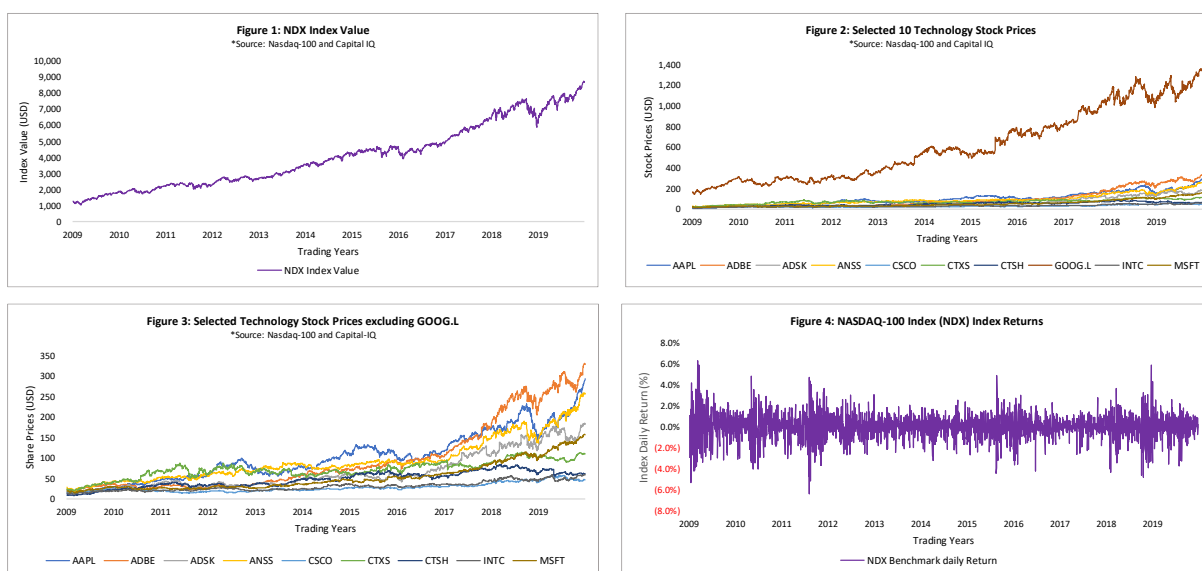 Figure 1: NDX Index Value
*Source: Nasdaq-100 and Capital IQ
10,000
9,000
8,000
7,000
6,000
5,000
4,000
3,000
2,000
1,000
0
Index Value (USD)
2009 2010 2011 2012 2013 2014 2015 2016 2017 2018 2019
Trading Years
NDX Index Value
Figure 2: Selected 10 Technology Stock Prices
*Source: Nasdaq-100 and Capital IQ
1,400
1,200
1,000
800
600
400
200
0
Stock Prices (USD)
2009 2010 2011 2012 2013 2014 2015 2016 2017 2018 2019
Trading Years
AAPL ADBE ADSK ANSS CSCO CTXS CTSH GOOG.L INTC MSFT
Figure 3: Selected Technology Stock Prices excluding GOOG.L
*Source: Nasdaq-100 and Capital-IQ
350
300
250
200
150
100
50
0
Share Prices (USD)
2009 2010 2011 2012 2013 2014 2015 2016 2017 2018 2019
Trading Years
AAPL ADBE ADSK ANSS CSCO CTXS CTSH INTC MSFT
Figure 4: NASDAQ-100 Index (NDX) Index Returns
8.0%
6.0%
4.0%
2.0%
0.0%
(2.0%)
(4.0%)
(6.0%)
(8.0%)
Index Daily Return (%)
2009 2010 2011 2012 2013 2014 2015 2016 2017 2018 2019
Trading Years
NDX Benchmark daily Return